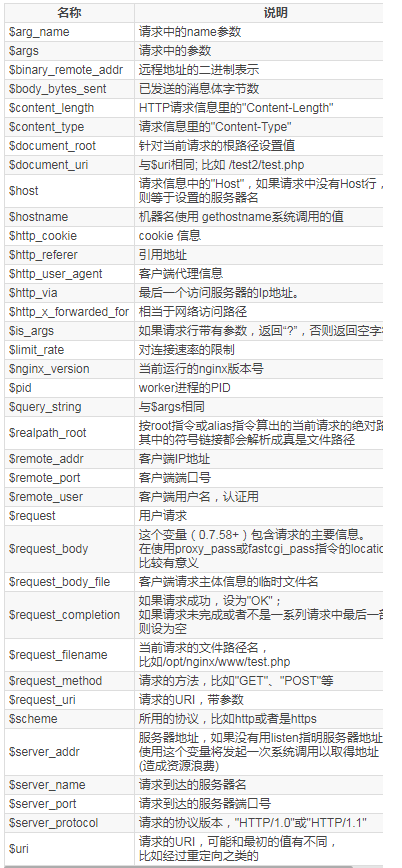 名称 说明
$arg_name 请求中的name参数
$args 请求中的参数
$binary_remote_addr 远程地址的二进制表示
$body_bytes_sent 已发送的消息体字节数
$content_length HTTP请求信息里的"Content-Length"
$content_type 请求信息里的"Content-Type"
$document_root 针对当前请求的根路径设置值
$document_uri 与$uri相同; 比如 /test2/test.php
$host 请求信息中的"Host"，如果请求中没有Host行，
则等于设置的服务器名
$hostname 机器名使用 gethostname系统调用的值
$http_cookie cookie 信息
$http_referer 引用地址
$http_user_agent 客户端代理信息
$http_via 最后一个访问服务器的Ip地址。
$http_x_forwarded_for 相当于网络访问路径
$is_args 如果请求行带有参数，返回“?”，否则返回空字
$limit_rate 对连接速率的限制
$nginx_version 当前运行的nginx版本号
$pid worker进程的PID
$query_string 与$args相同
$realpath_root 按root指令或alias指令算出的当前请求的绝对路
其中的符号链接都会解析成真是文件路径
$remote_addr 客户端IP地址
$remote_port 客户端端口号
$remote_user 客户端用户名，认证用
$request 用户请求
$request_body 这个变量（0.7.58+）包含请求的主要信息。
在使用proxy_pass或fastcgi_pass指令的locatio
比较有意义
$request_body_file 客户端请求主体信息的临时文件名
$request_completion 如果请求成功，设为"OK"；
如果请求未完成或者不是一系列请求中最后一部
则设为空
$request_filename 当前请求的文件路径名，
比如/opt/nginx/www/test.php
$request_method 请求的方法，比如"GET"、"POST"等
$request_uri 请求的URI，带参数
$scheme 所用的协议，比如http或者是https
$server_addr 服务器地址，如果没有用listen指明服务器地址
使用这个变量将发起一次系统调用以取得地址
(造成资源浪费)
$server_name 请求到达的服务器名
$server_port 请求到达的服务器端口号
$server_protocol 请求的协议版本，"HTTP/1.0"或"HTTP/1.1"
$uri 请求的URI，可能和最初的值有不同，
比如经过重定向之类的